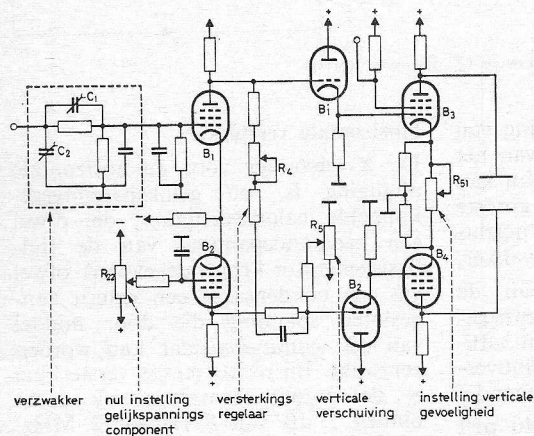 C1
C2
B1
R4
B1
B3
R51
R22
B2
R5
B2
B4
verzwakker
nul instelling
gelijkspannings
component
versterkings
regelaar
verticale
verschuiving
instelling verticale
gevoeligheid